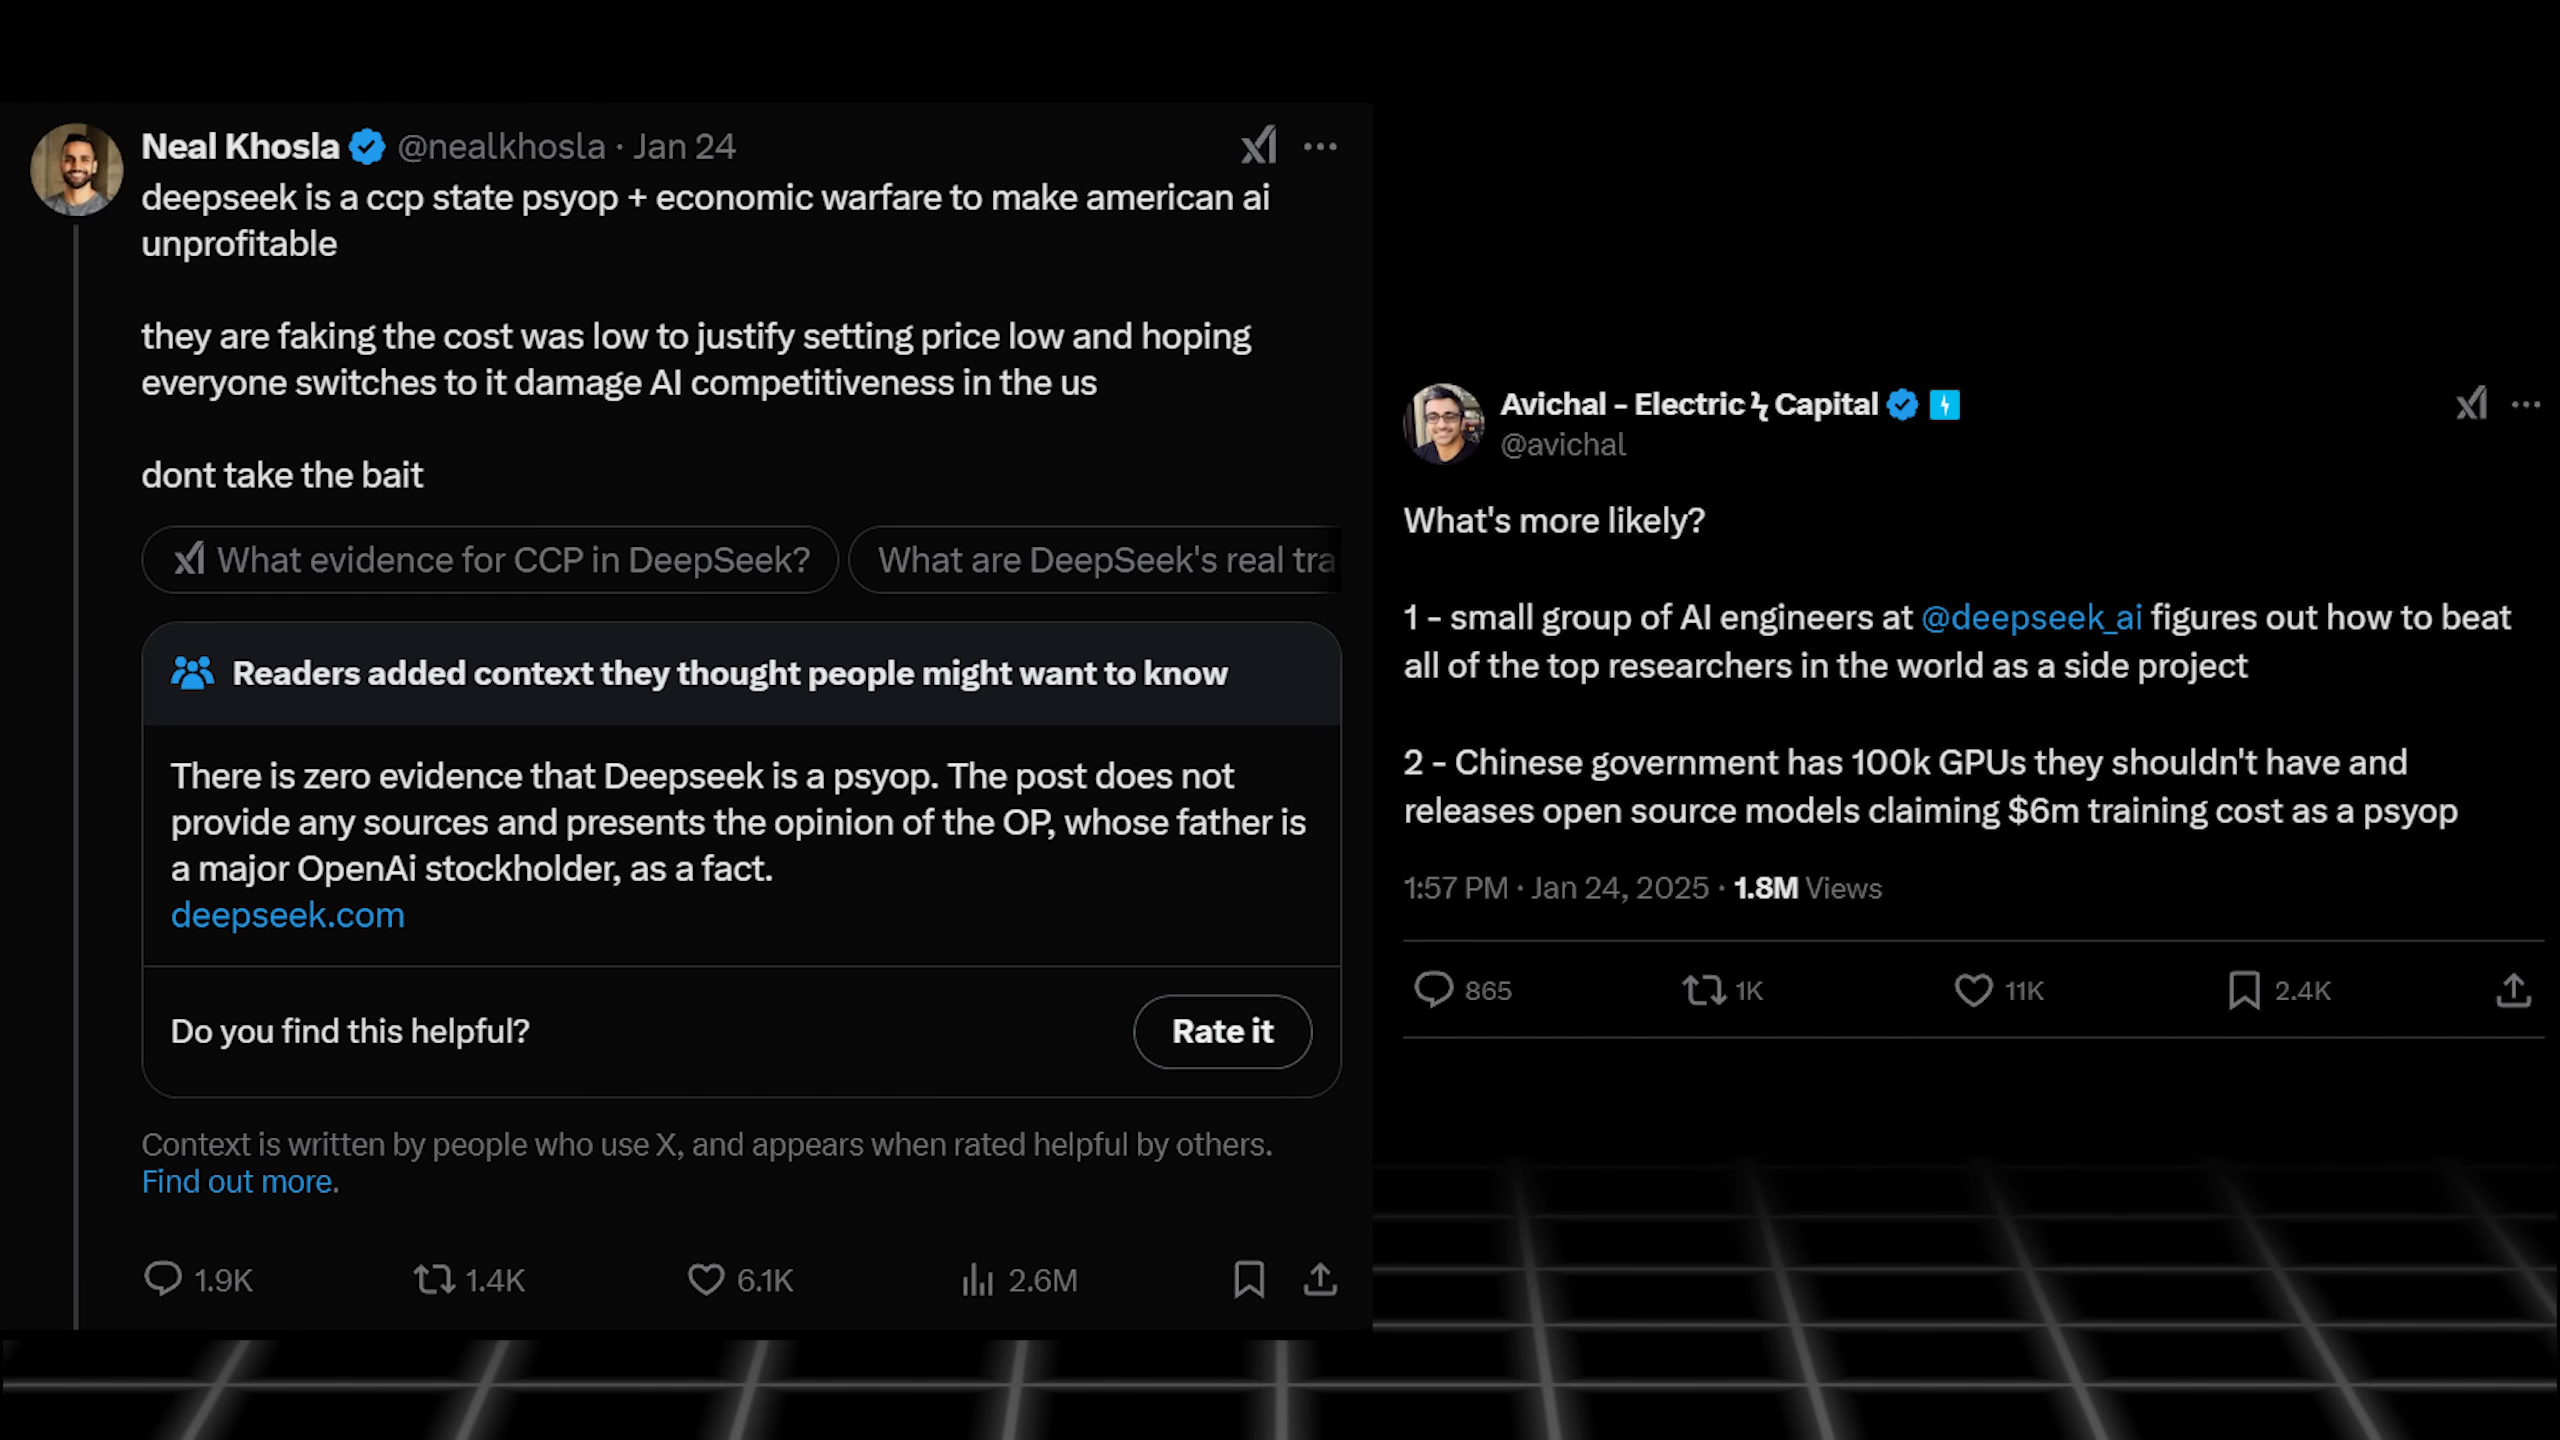 Neal Khosla @nealkhosla · Jan 24
deepseek is a ccp state psyop + economic warfare to make american ai
unprofitable
they are faking the cost was low to justify setting price low and hoping
everyone switches to it damage AI competitiveness in the us
dont take the bait
What evidence for CCP in DeepSeek? What are DeepSeek's real tra
Readers added context they thought people might want to know
There is zero evidence that Deepseek is a psyop. The post does not
provide any sources and presents the opinion of the OP, whose father is
a major OpenAi stockholder, as a fact.
deepseek.com
Do you find this helpful? Rate it
Context is written by people who use X, and appears when rated helpful by others.
Find out more.
1.9K 1.4K 6.1K 2.6M
Avichal - Electric Capital
@avichal
What's more likely?
1 - small group of AI engineers at @deepseek_ai figures out how to beat
all of the top researchers in the world as a side project
2 - Chinese government has 100k GPUs they shouldn't have and
releases open source models claiming $6m training cost as a psyop
1:57 PM · Jan 24, 2025 · 1.8M Views
865 1K 11K 2.4K